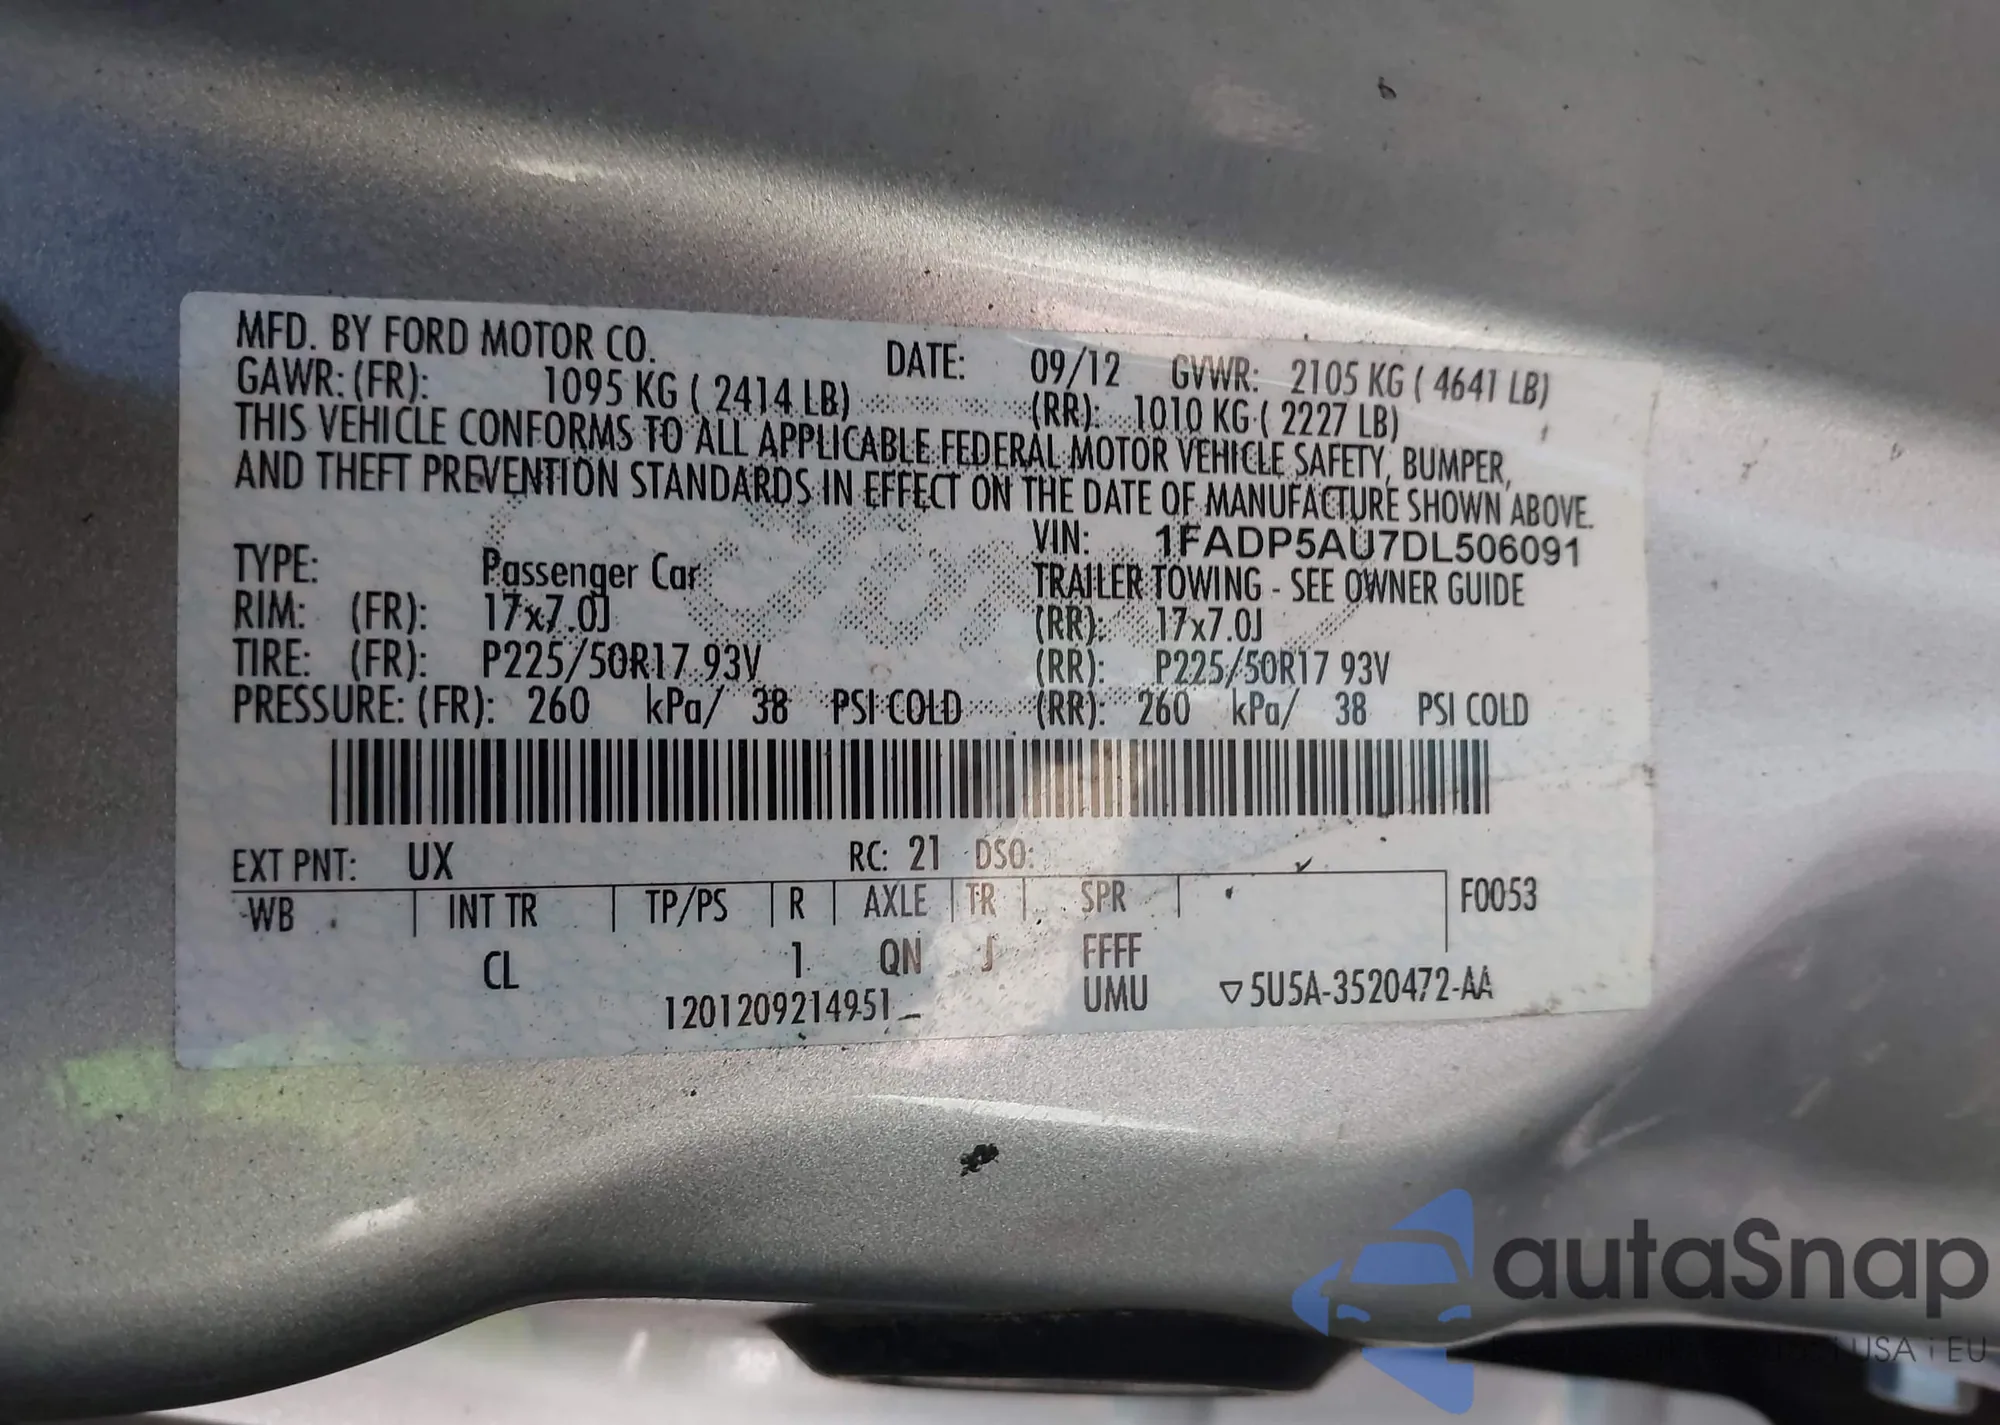 MFD. BY FORD MOTOR CO. DATE: 09/12 GVWR: 2105 KG ( 4641 LB)
GAWR: (FR): 1095 KG ( 2414 LB) (RR): 1010 KG ( 2227 LB)
THIS VEHICLE CONFORMS TO ALL APPLICABLE FEDERAL MOTOR VEHICLE SAFETY, BUMPER,
AND THEFT PREVENTION STANDARDS IN EFFECT ON THE DATE OF MANUFACTURE SHOWN ABOVE.
VIN: 1FADP5AU7DL506091
TYPE: Passenger Car TRAILER TOWING - SEE OWNER GUIDE
RIM: (FR): 17x7.0J (RR): 17x7.0J
TIRE: (FR): P225/50R17 93V (RR): P225/50R17 93V
PRESSURE: (FR): 260 kPa/ 38 PSI COLD (RR): 260 kPa/ 38 PSI COLD
EXT PNT: UX RC: 21 DSO:
WB INT TR TP/PS R AXLE TR SPR F0053
CL 1 QN J FFFF
1201209214951 UMU ▽5U5A-3520472-AA
Ford
autaSnap
USA i EU